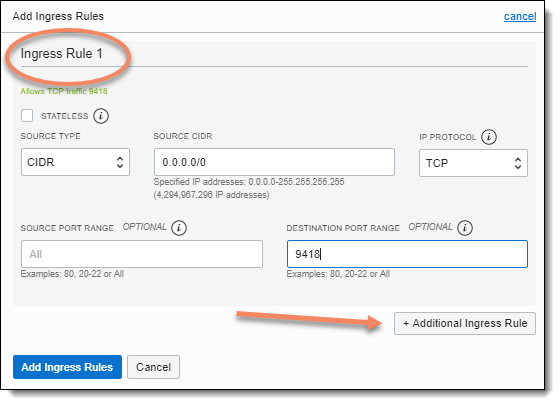 Add Ingress Rules cancel
Ingress Rule 1
Allows TCP traffic 9418
STATELESS i
SOURCE TYPE SOURCE CIDR IP PROTOCOL i
CIDR 0.0.0.0/0 TCP
Specified IP addresses: 0.0.0.0-255.255.255.255
(4,294,967,296 IP addresses)
SOURCE PORT RANGE OPTIONAL i DESTINATION PORT RANGE OPTIONAL i
All 9418
Examples: 80, 20-22 or All Examples: 80, 20-22 or All
+ Additional Ingress Rule
Add Ingress Rules Cancel